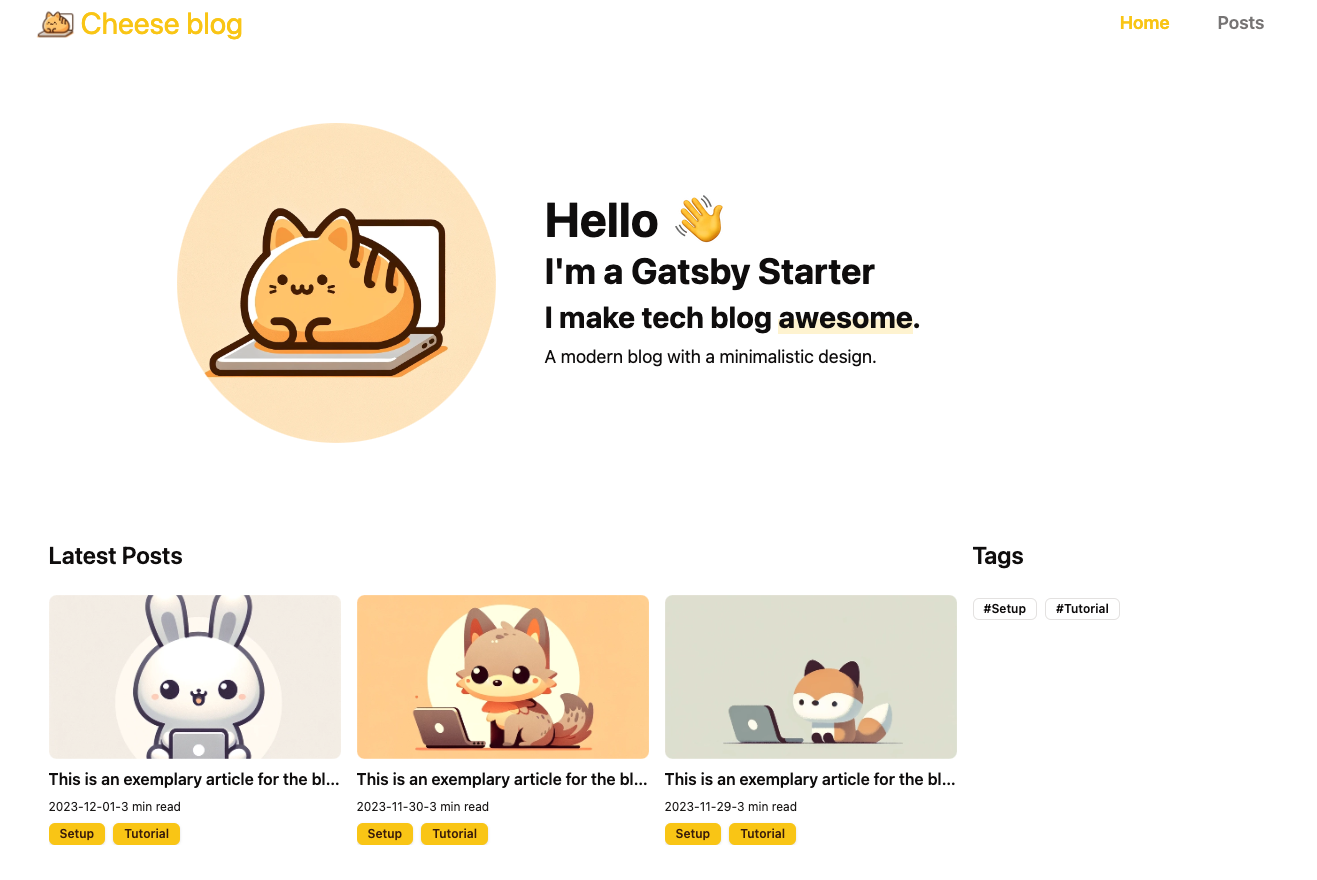 Cheese blog
Home
Posts
Hello 👋
I'm a Gatsby Starter
I make tech blog awesome.
A modern blog with a minimalistic design.
Latest Posts
Tags
#Setup
#Tutorial
This is an exemplary article for the bl...
2023-12-01-3 min read
Setup
Tutorial
This is an exemplary article for the bl...
2023-11-30-3 min read
Setup
Tutorial
This is an exemplary article for the bl...
2023-11-29-3 min read
Setup
Tutorial